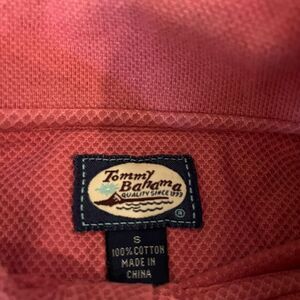 Tommy
Bahama
QUALITY SINCE 1993
®
S
100% COTTON
MADE IN
CHINA